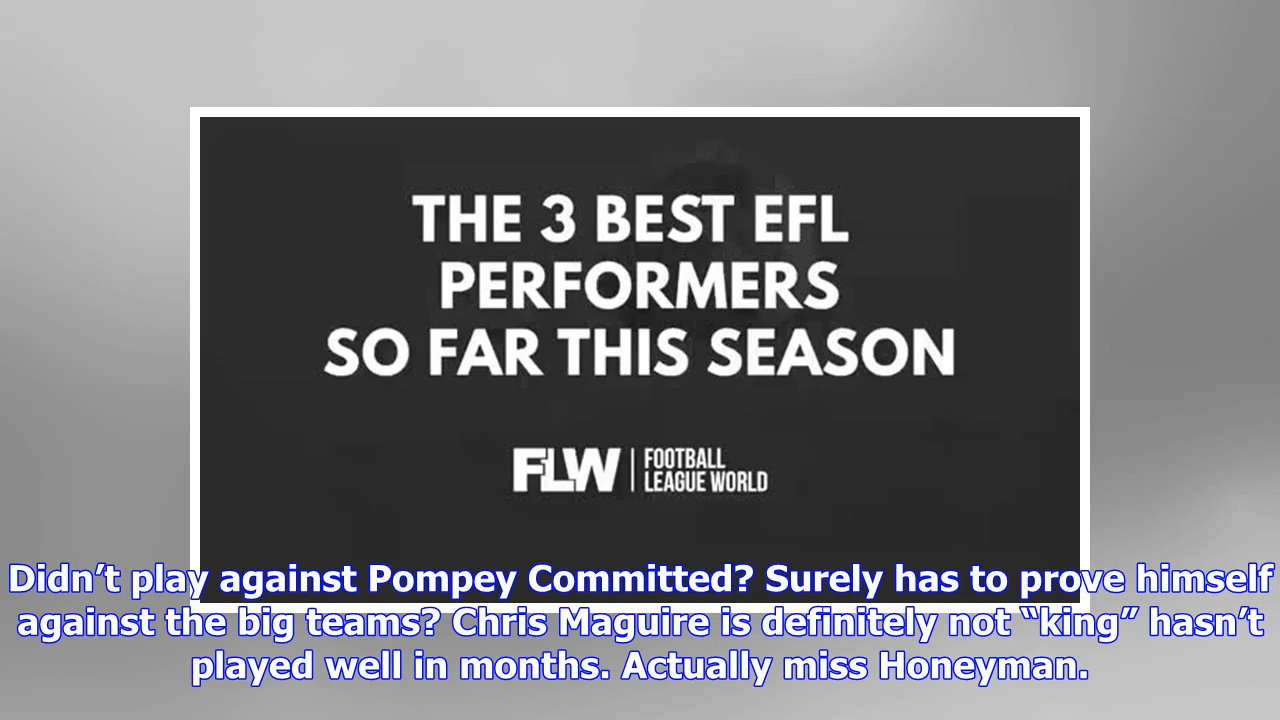 THE 3 BEST EFL
PERFORMERS
SO FAR THIS SEASON
FLW | FOOTBALL
LEAGUE WORLD
Didn’t play against Pompey Committed? Surely has to prove himself
against the big teams? Chris Maguire is definitely not “king” hasn’t
played well in months. Actually miss Honeyman.